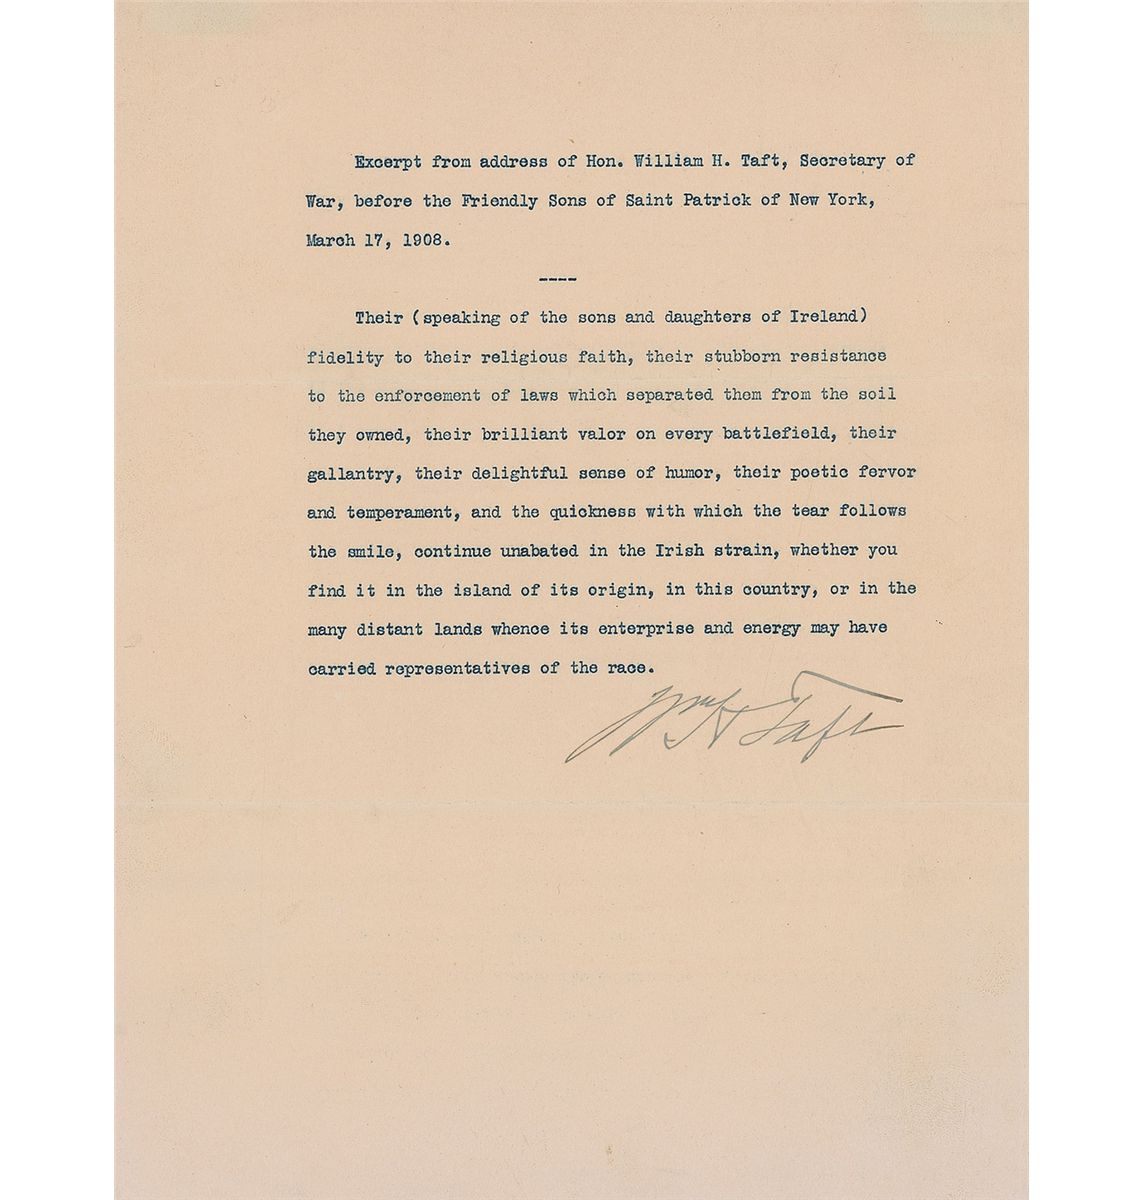 Excerpt from address of Hon. William H. Taft, Secretary of
War, before the Friendly Sons of Saint Patrick of New York,
March 17, 1908.
----
Their (speaking of the sons and daughters of Ireland)
fidelity to their religious faith, their stubborn resistance
to the enforcement of laws which separated them from the soil
they owned, their brilliant valor on every battlefield, their
gallantry, their delightful sense of humor, their poetic fervor
and temperament, and the quickness with which the tear follows
the smile, continue unabated in the Irish strain, whether you
find it in the island of its origin, in this country, or in the
many distant lands whence its enterprise and energy may have
carried representatives of the race.
Wm H Taft